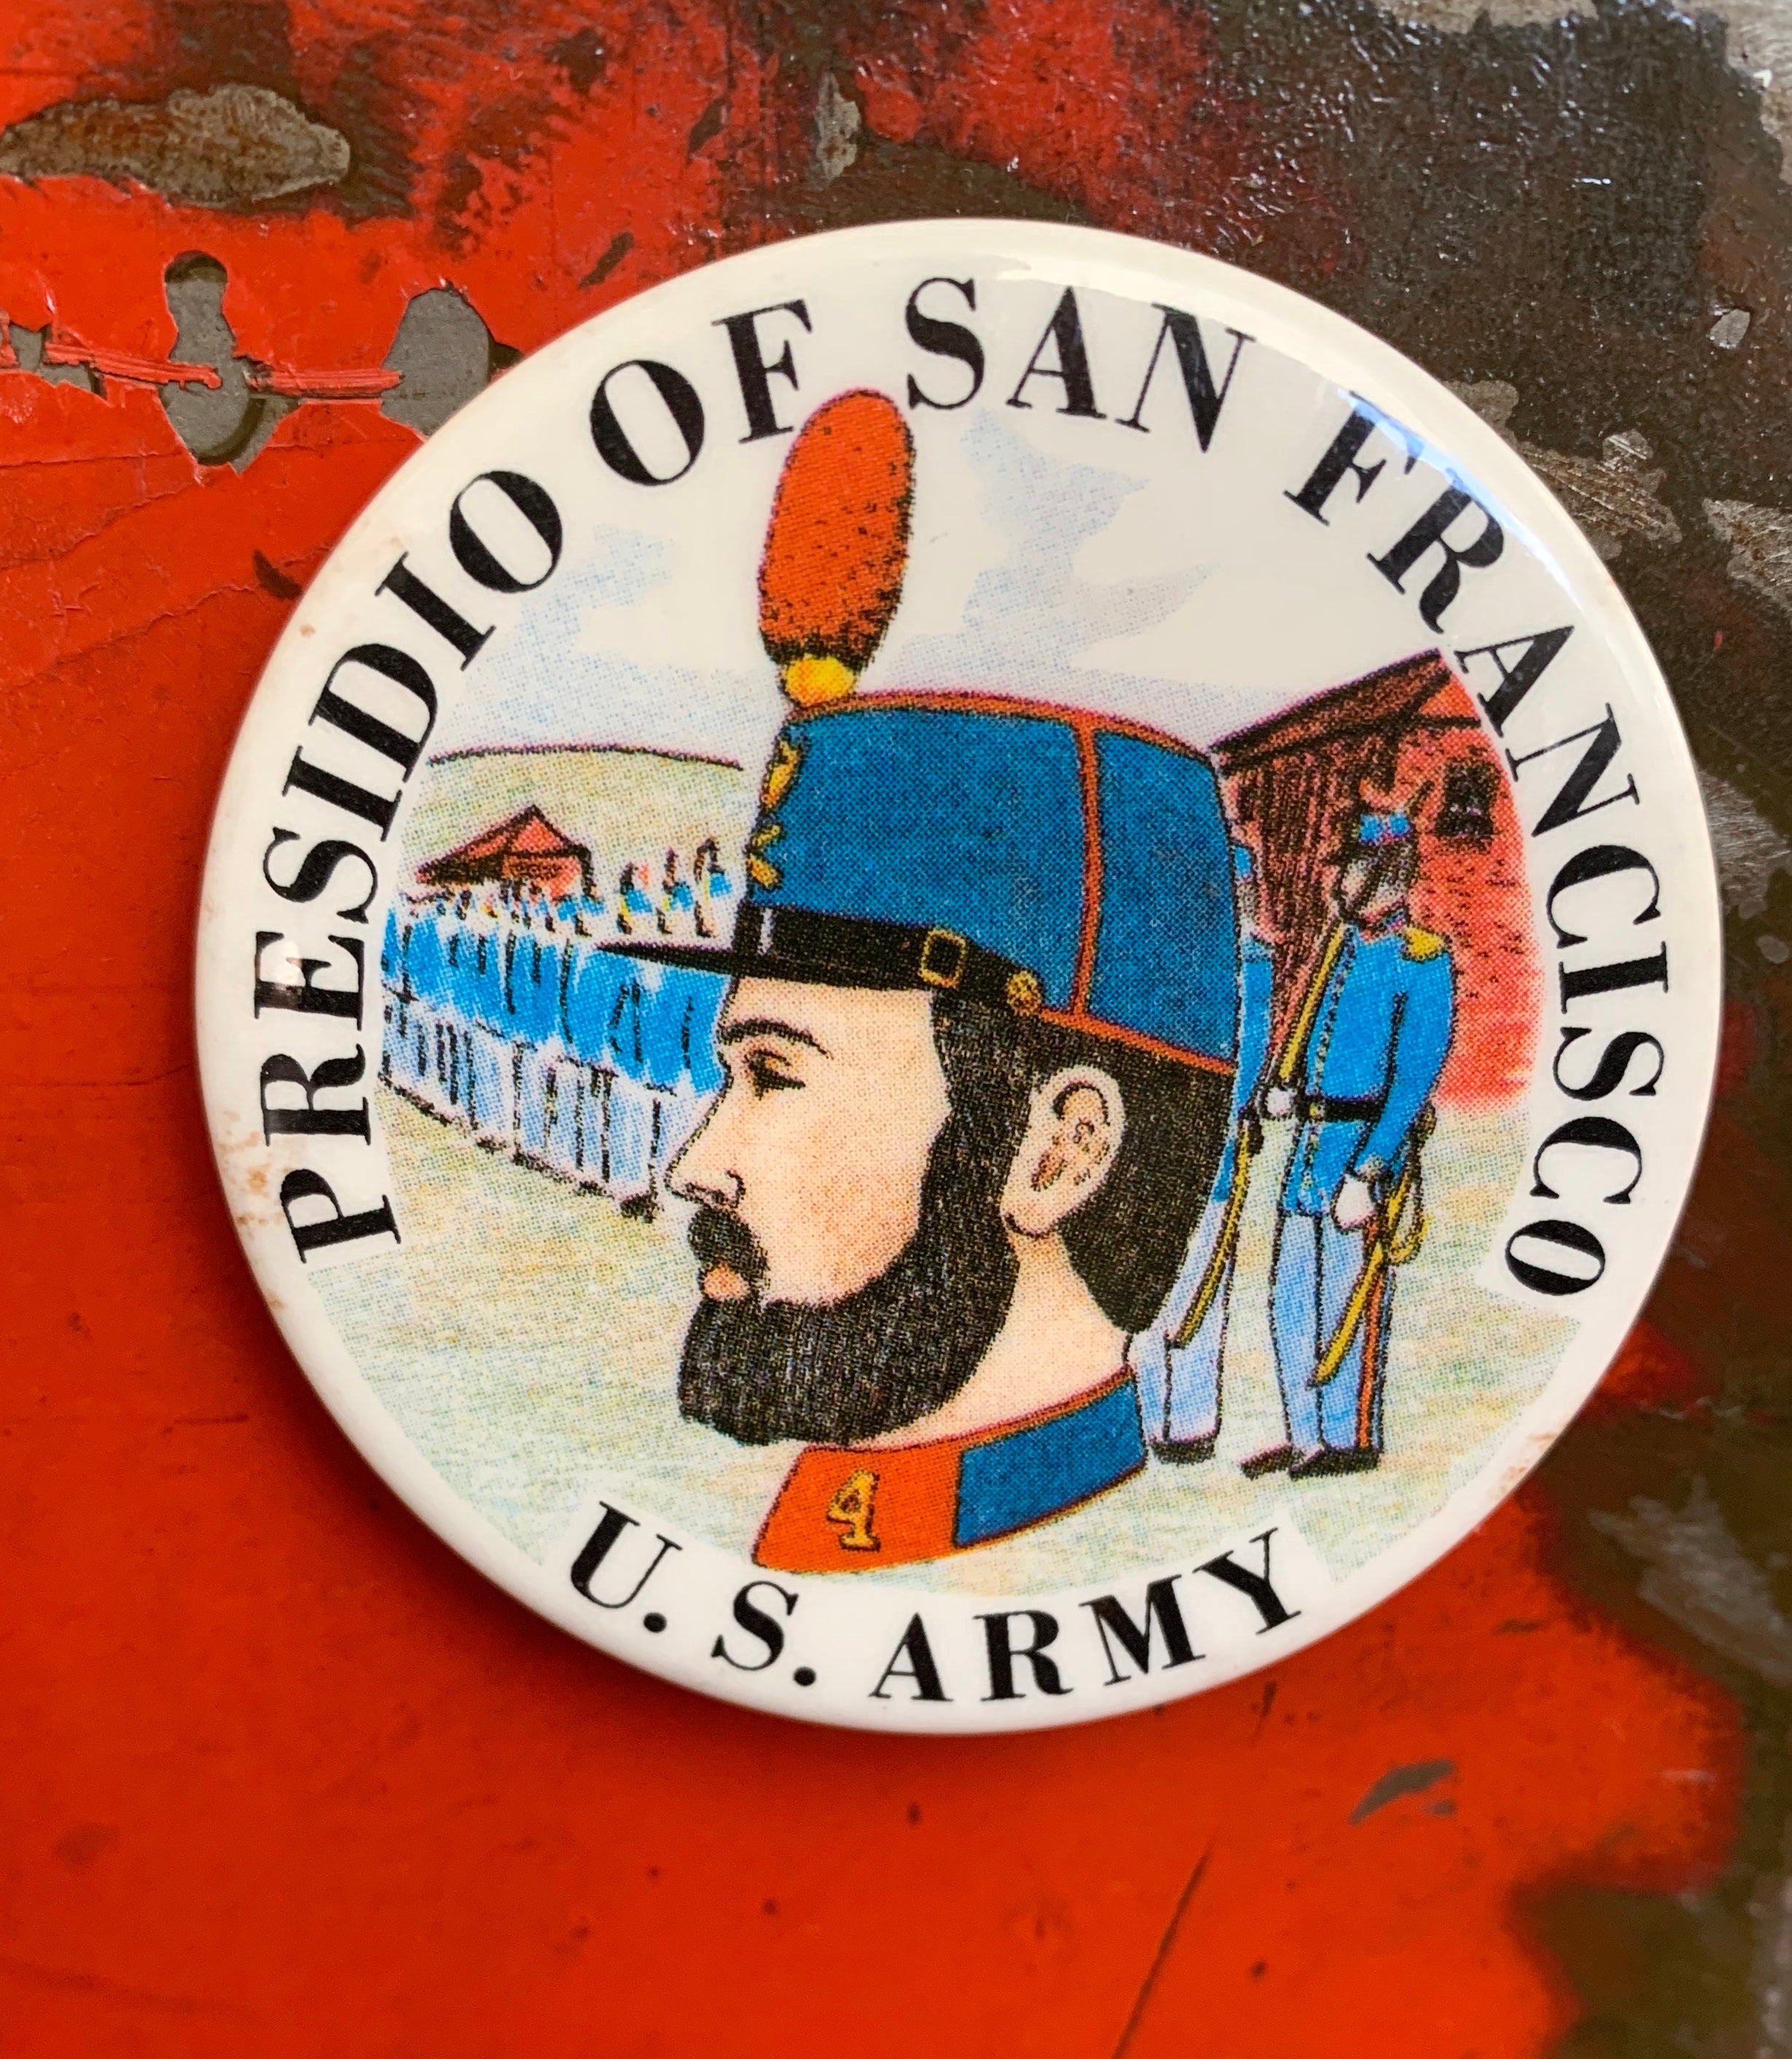 PRESIDIO OF SAN FRANCISCO
4
U. S. ARMY